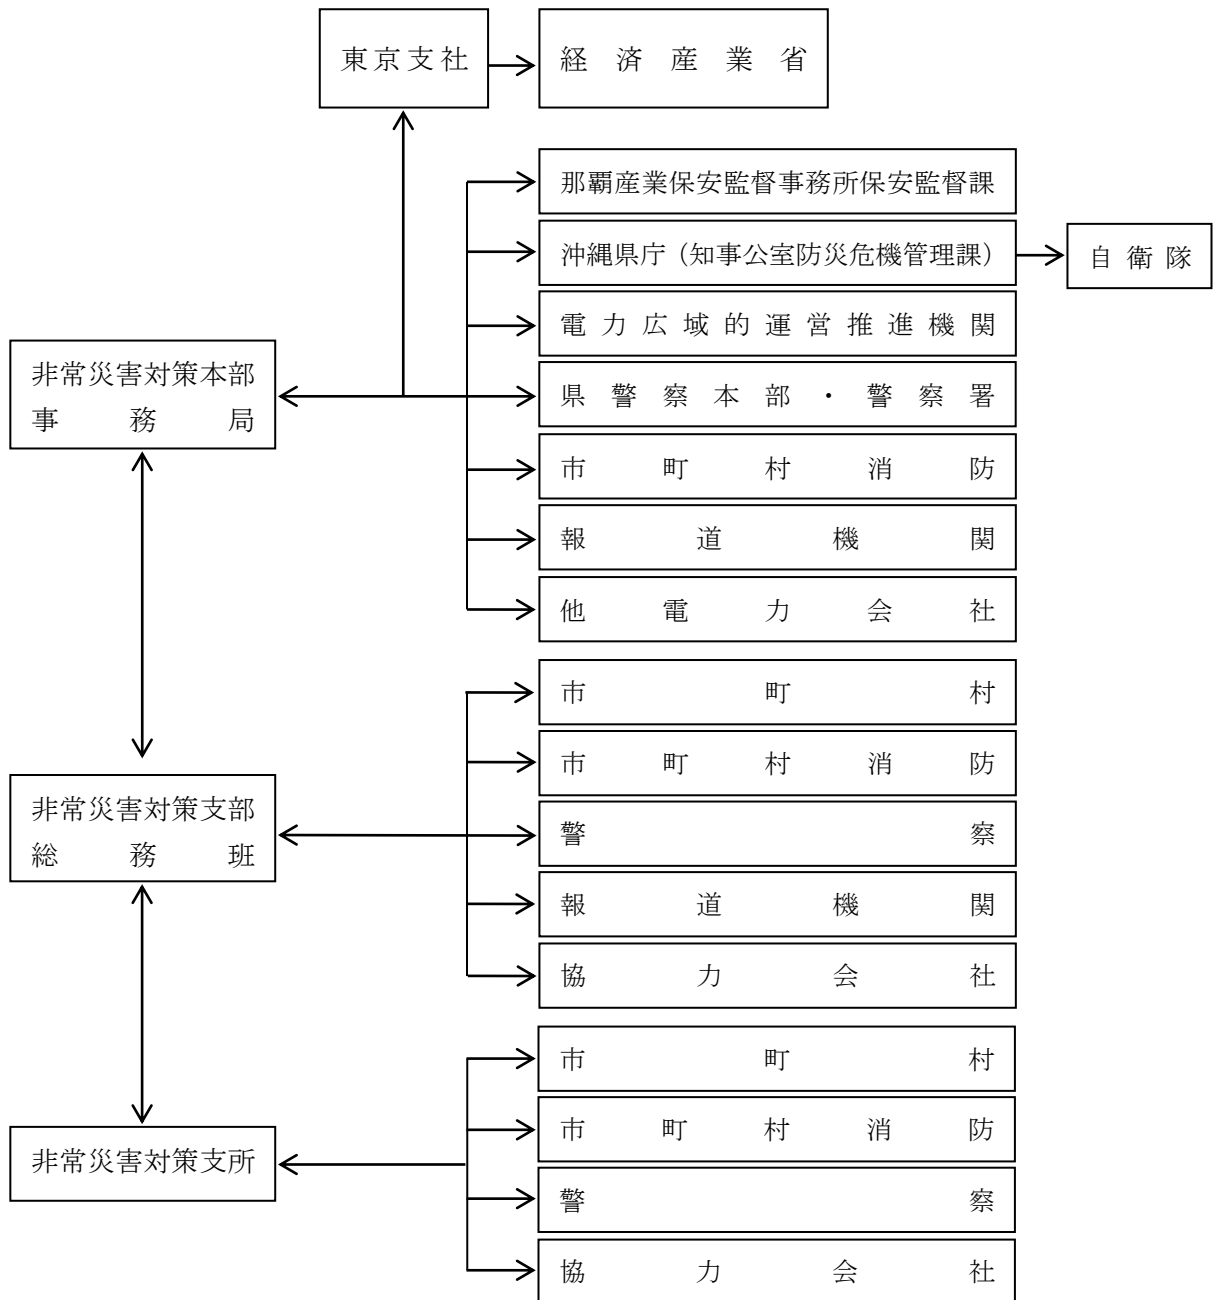 東京支社
経済産業省
那覇産業保安監督事務所保安監督課
沖縄県庁（知事公室防災危機管理課）
自衛隊
電力広域的運営推進機関
非常災害対策本部
事務局
県警察本部・警察署
市町村消防
報道機関
他電力会社
市町村
市町村消防
非常災害対策支部
総務班
警察
報道機関
協力会社
市町村
市町村消防
非常災害対策支所
警察
協力会社